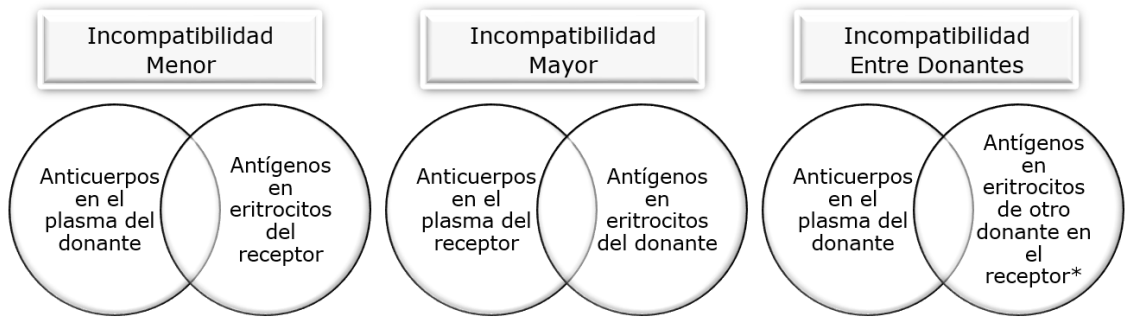 Incompatibilidad
Menor
Incompatibilidad
Mayor
Incompatibilidad
Entre Donantes
Anticuerpos
en el
plasma del
donante
Antígenos
en
eritrocitos
del
receptor
Anticuerpos
en el
plasma del
receptor
Antígenos
en
eritrocitos
del donante
Anticuerpos
en el
plasma del
donante
Antígenos
en
eritrocitos
de otro
donante en
el
receptor*